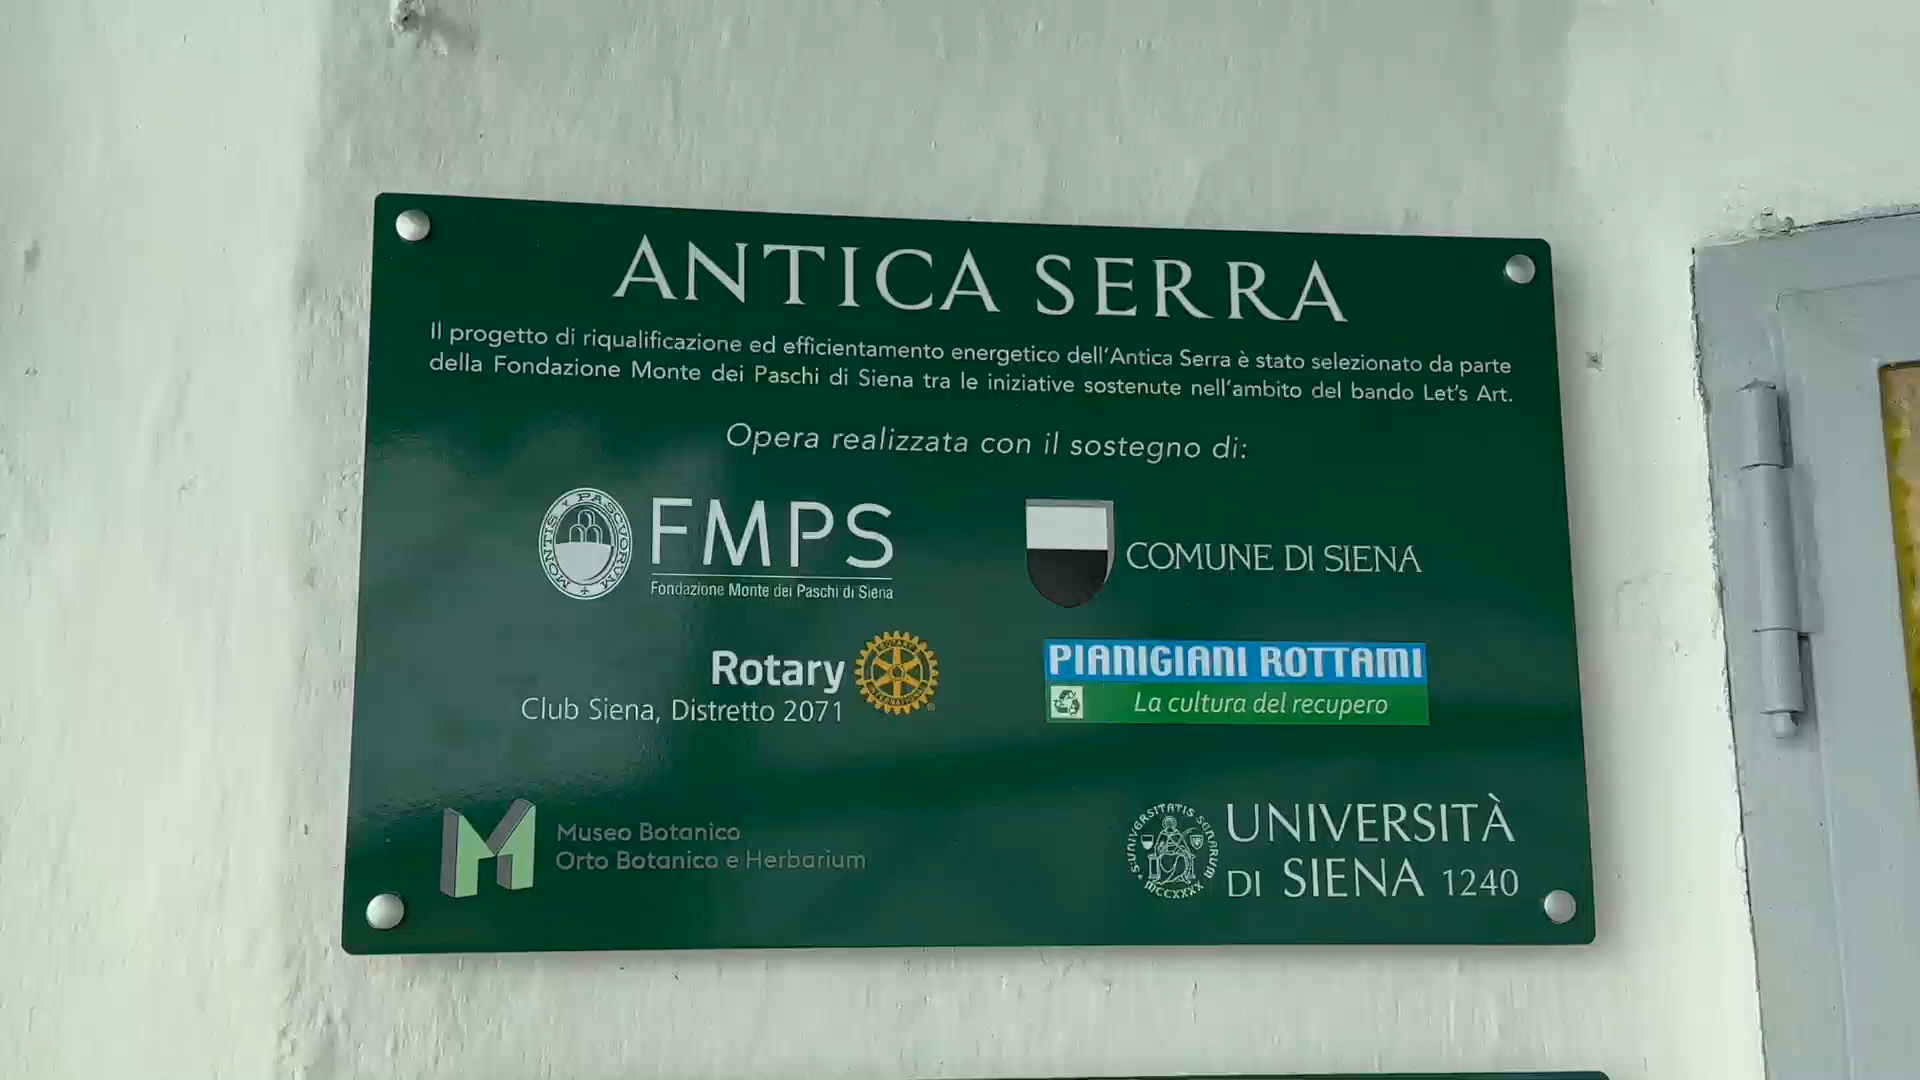 ANTICA SERRA
Il progetto di riqualificazione ed efficientamento energetico dell'Antica Serra è stato selezionato da parte
della Fondazione Monte dei Paschi di Siena tra le iniziative sostenute nell'ambito del bando Let's Art.
Opera realizzata con il sostegno di:
MONTIS PASCUORUM
FMPS
Fondazione Monte dei Paschi di Siena
COMUNE DI SIENA
Rotary
Club Siena, Distretto 2071
ROTARY
INTERNATIONAL
PIANIGIANI ROTTAMI
La cultura del recupero
M
Museo Botanico
Orto Botanico e Herbarium
S·UNIVERSITATIS SENARUM
MCCXXXX
UNIVERSITÀ
DI SIENA 1240